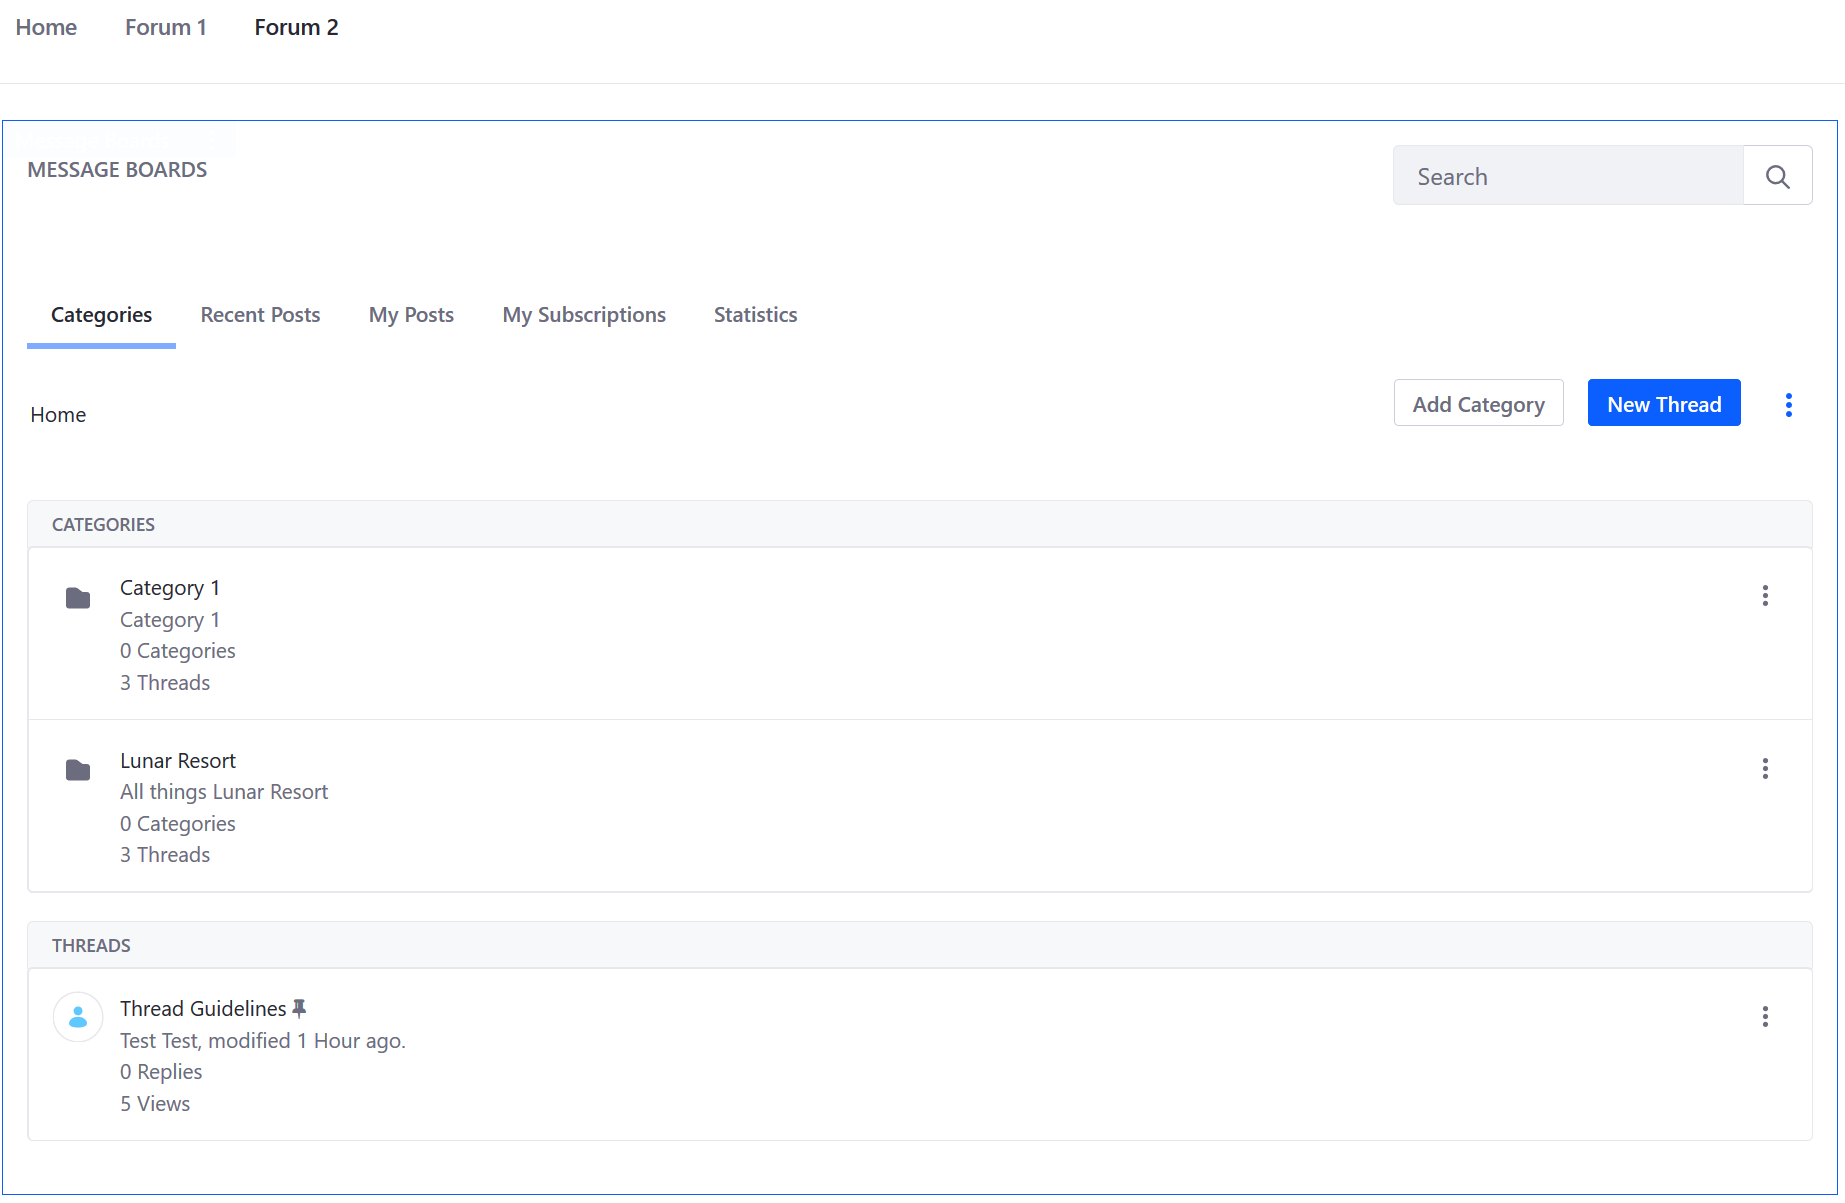 Home Forum 1 Forum 2
MESSAGE BOARDS
Search
Categories Recent Posts My Posts My Subscriptions Statistics
Home
Add Category New Thread
CATEGORIES
Category 1
Category 1
0 Categories
3 Threads
Lunar Resort
All things Lunar Resort
0 Categories
3 Threads
THREADS
Thread Guidelines
Test Test, modified 1 Hour ago.
0 Replies
5 Views